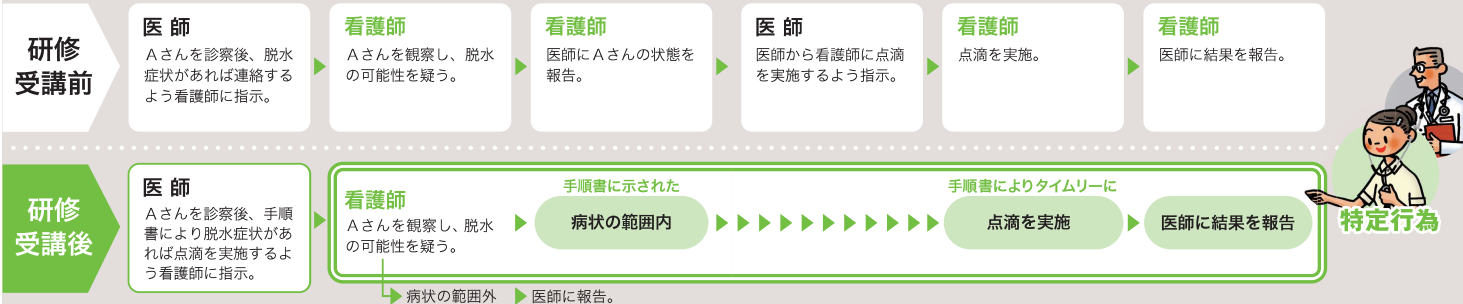 研修
受講前
医 師
Aさんを診察後、脱水
症状があれば連絡する
よう看護師に指示。
看護師
Aさんを観察し、脱水
の可能性を疑う。
看護師
医師にAさんの状態を
報告。
医 師
医師から看護師に点滴
を実施するよう指示。
看護師
点滴を実施。
看護師
医師に結果を報告。
研修
受講後
医 師
Aさんを診察後、手順
書により脱水症状があ
れば点滴を実施するよ
う看護師に指示。
看護師
Aさんを観察し、脱水
の可能性を疑う。
手順書に示された
病状の範囲内
手順書によりタイムリーに
点滴を実施
医師に結果を報告
特定行為
病状の範囲外
医師に報告。